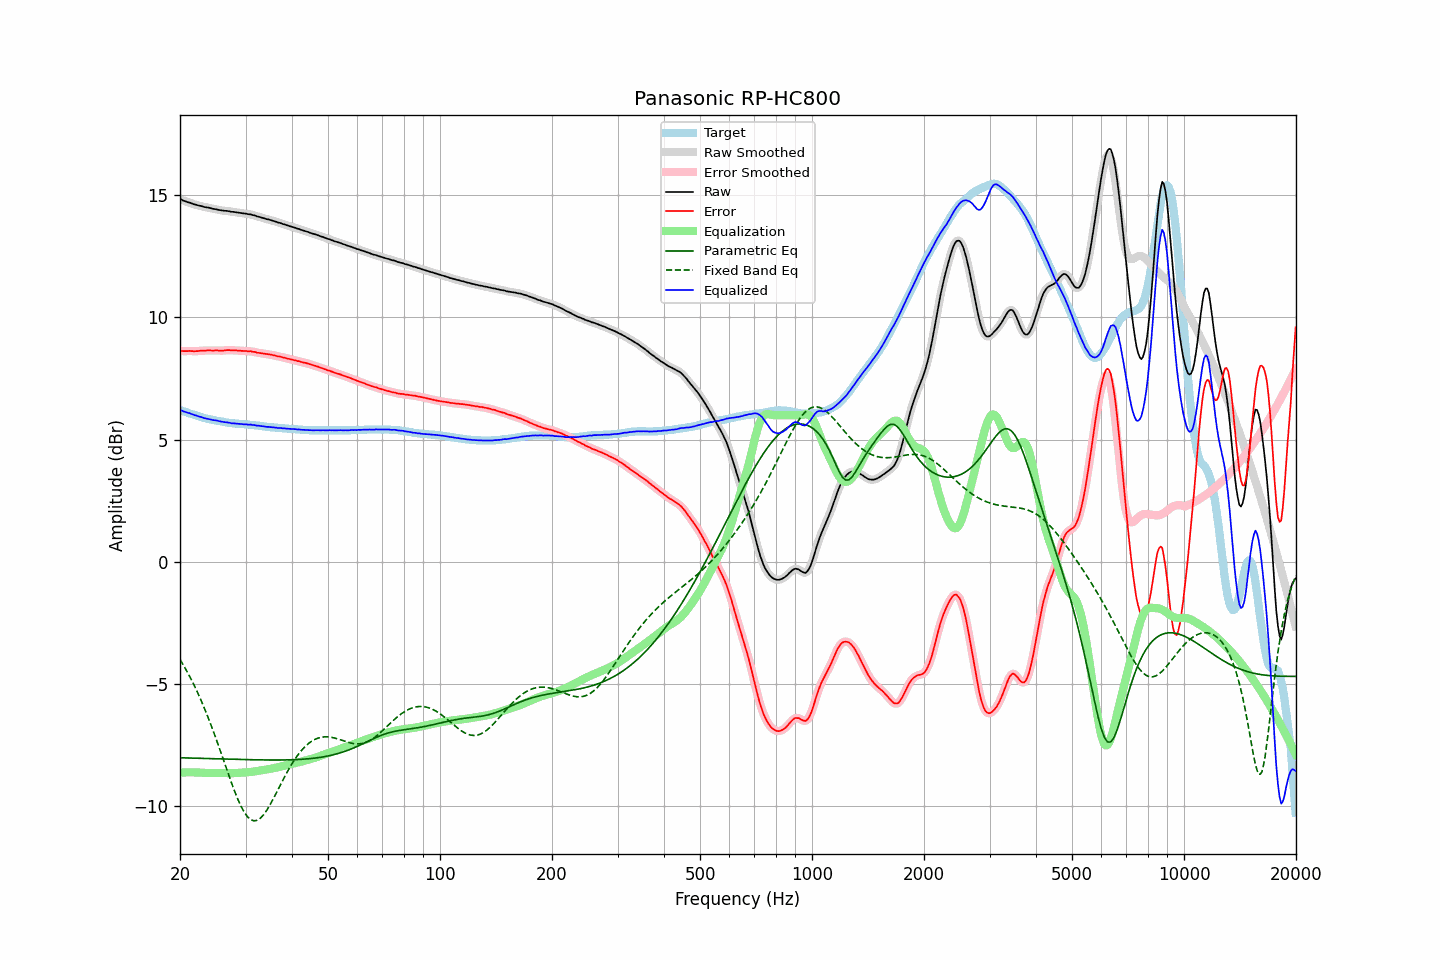 Panasonic RP-HC800
Target
Raw Smoothed
Error Smoothed
Raw
Error
Equalization
Parametric Eq
Fixed Band Eq
Equalized
Amplitude (dBr)
15
10
5
0
−5
−10
20
50
100
200
500
1000
2000
5000
10000
20000
Frequency (Hz)